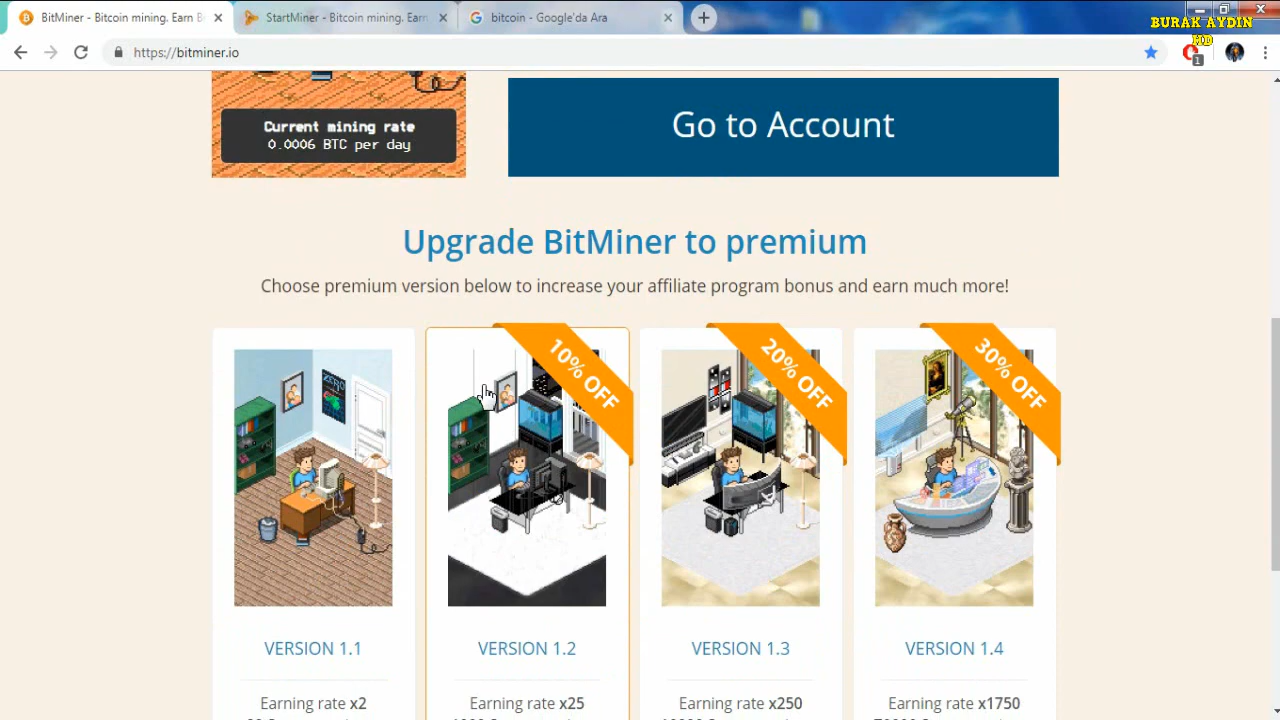 BitMiner - Bitcoin mining. Earn B
StartMiner - Bitcoin mining. Earn
bitcoin - Google'da Ara
BURAK AYDIN
HD
https://bitminer.io
1
Current mining rate
0.0006 BTC per day
Go to Account
Upgrade BitMiner to premium
Choose premium version below to increase your affiliate program bonus and earn much more!
10% OFF
20% OFF
30% OFF
ZERO
VERSION 1.1
VERSION 1.2
VERSION 1.3
VERSION 1.4
Earning rate x2
Earning rate x25
Earning rate x250
Earning rate x1750